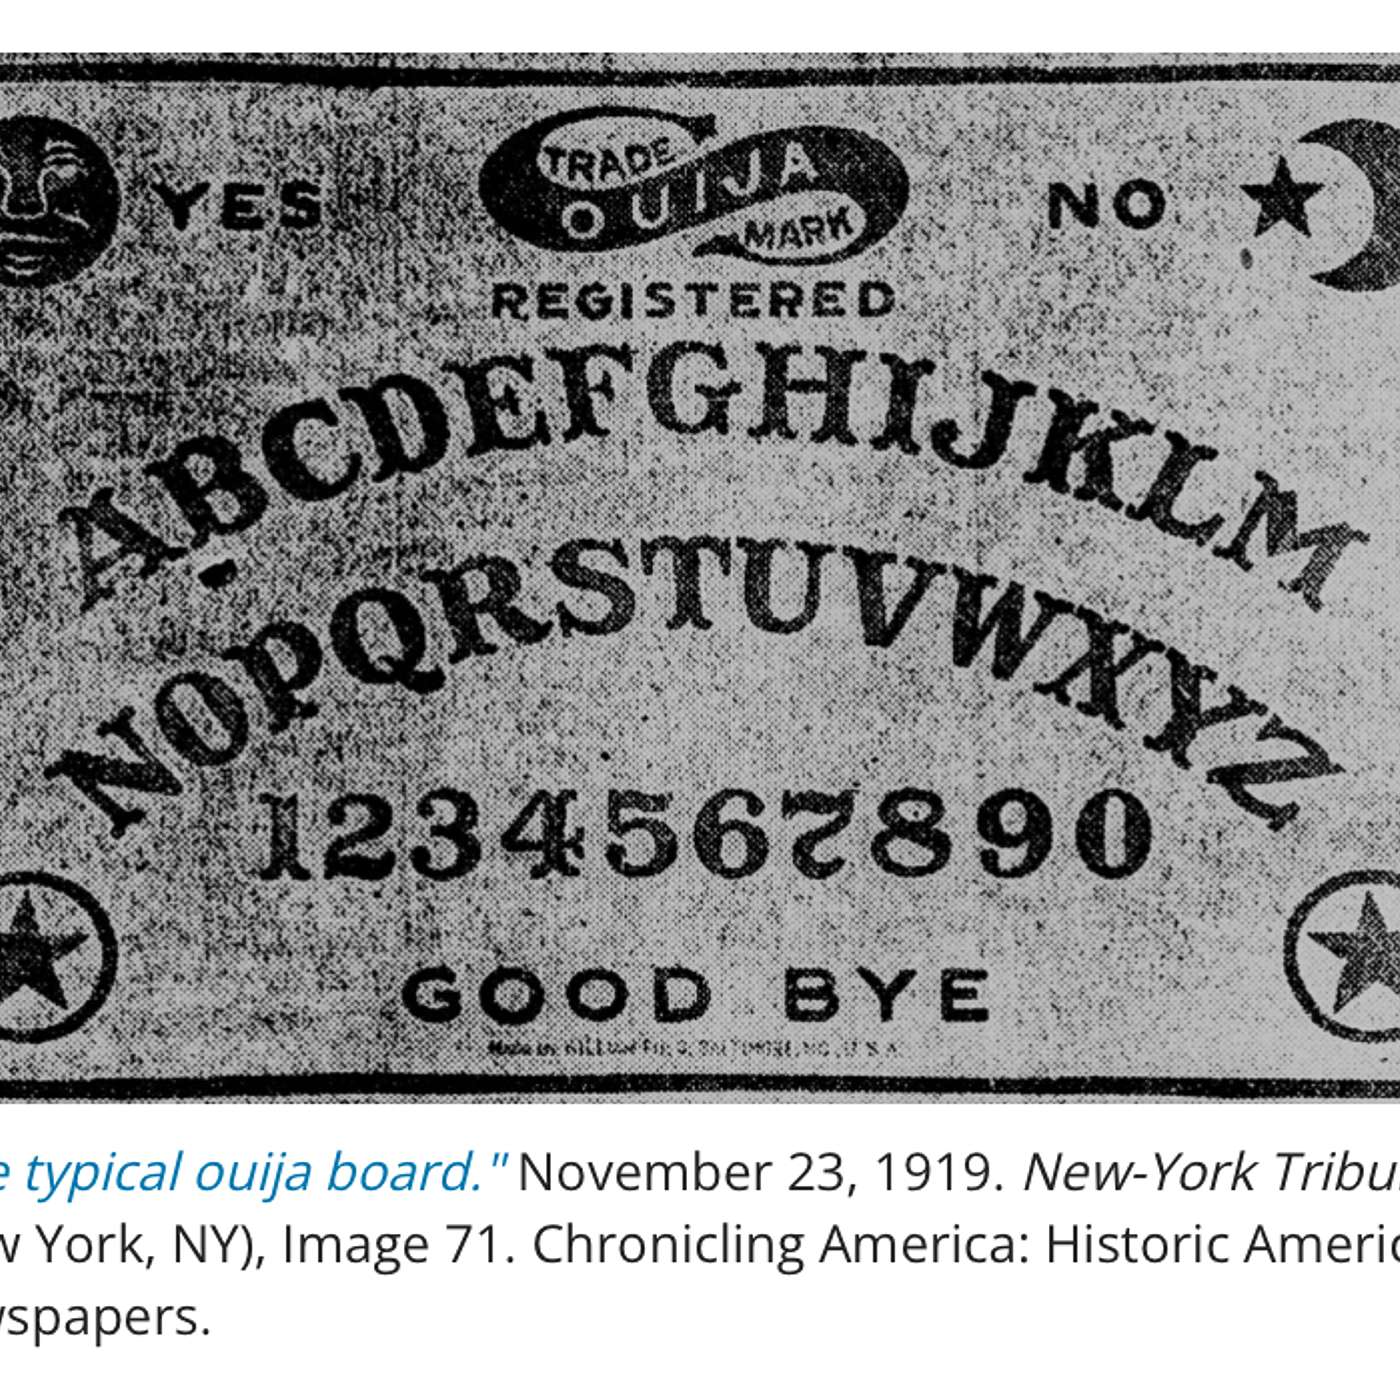 YES
TRADE
OUIJA
MARK
NO
REGISTERED
ABCDEFGHIJKLM
NOPQRSTUVWXYZ
1234567890
GOOD BYE
typical ouija board." November 23, 1919. New-York Tribu
York, NY), Image 71. Chronicling America: Historic Americ
wspapers.